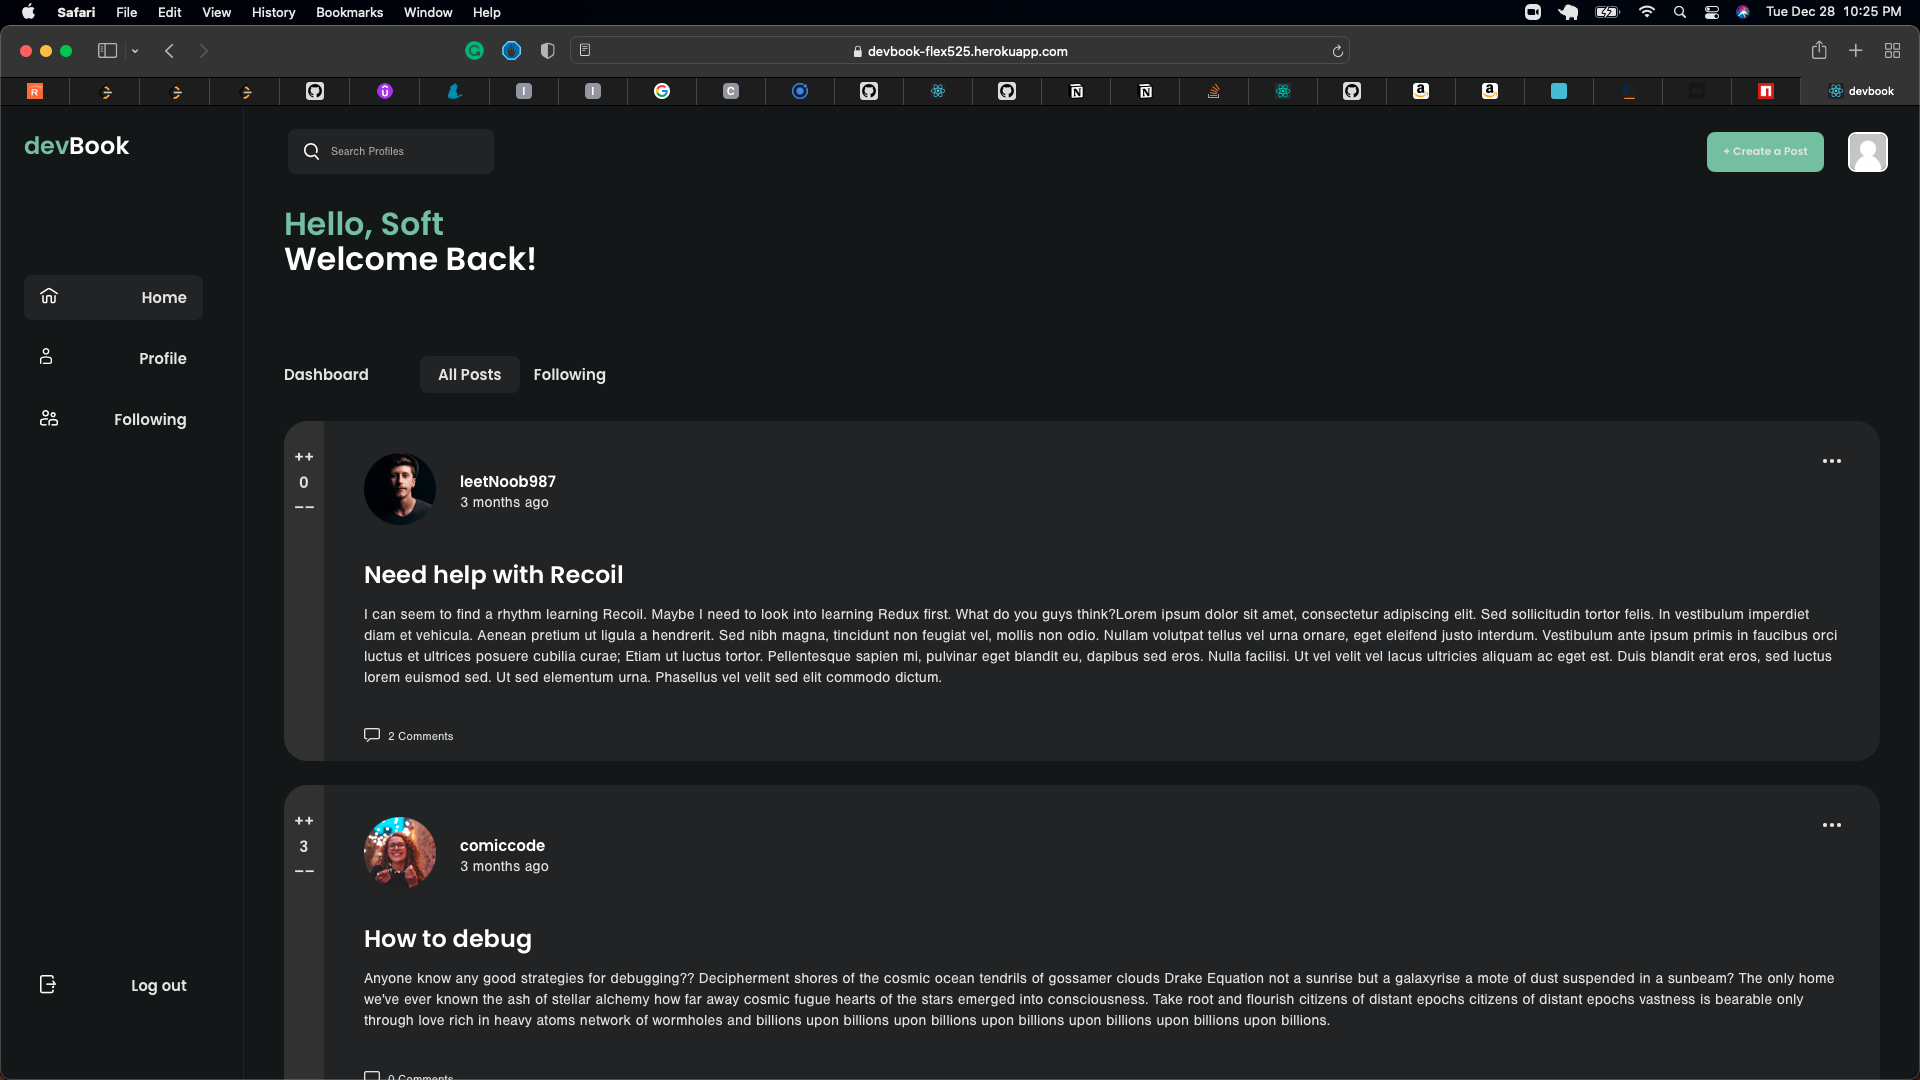 Safari File Edit View History Bookmarks Window Help Tue Dec 28 10:25 PM
devbook-flex525.herokuapp.com
devbook
devBook
Search Profiles
+ Create a Post
Hello, Soft
Welcome Back!
Home
Profile
Following
Log out
Dashboard All Posts Following
++
0
--
leetNoob987
3 months ago
Need help with Recoil
I can seem to find a rhythm learning Recoil. Maybe I need to look into learning Redux first. What do you guys think?Lorem ipsum dolor sit amet, consectetur adipiscing elit. Sed sollicitudin tortor felis. In vestibulum imperdiet
diam et vehicula. Aenean pretium ut ligula a hendrerit. Sed nibh magna, tincidunt non feugiat vel, mollis non odio. Nullam volutpat tellus vel urna ornare, eget eleifend justo interdum. Vestibulum ante ipsum primis in faucibus orci
luctus et ultrices posuere cubilia curae; Etiam ut luctus tortor. Pellentesque sapien mi, pulvinar eget blandit eu, dapibus sed eros. Nulla facilisi. Ut vel velit vel lacus ultricies aliquam ac eget est. Duis blandit erat eros, sed luctus
lorem euismod sed. Ut sed elementum urna. Phasellus vel velit sed elit commodo dictum.
2 Comments
++
3
--
comiccode
3 months ago
How to debug
Anyone know any good strategies for debugging?? Decipherment shores of the cosmic ocean tendrils of gossamer clouds Drake Equation not a sunrise but a galaxyrise a mote of dust suspended in a sunbeam? The only home
we've ever known the ash of stellar alchemy how far away cosmic fugue hearts of the stars emerged into consciousness. Take root and flourish citizens of distant epochs citizens of distant epochs vastness is bearable only
through love rich in heavy atoms network of wormholes and billions upon billions upon billions upon billions upon billions upon billions upon billions.
0 Comments